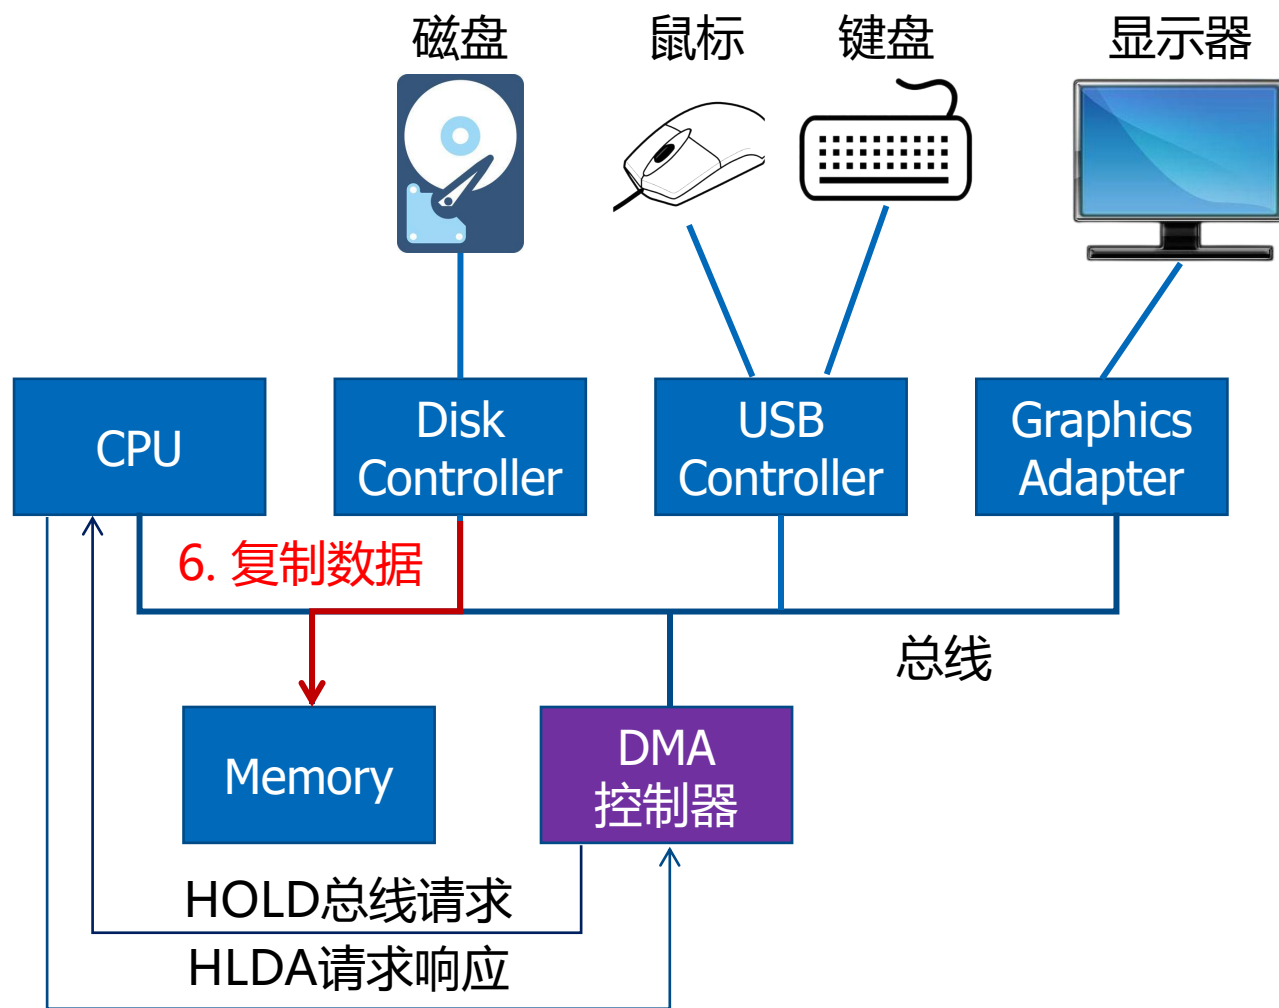 磁盘
鼠标
键盘
显示器
CPU
Disk
Controller
USB
Controller
Graphics
Adapter
6. 复制数据
总线
Memory
DMA
控制器
HOLD总线请求
HLDA请求响应